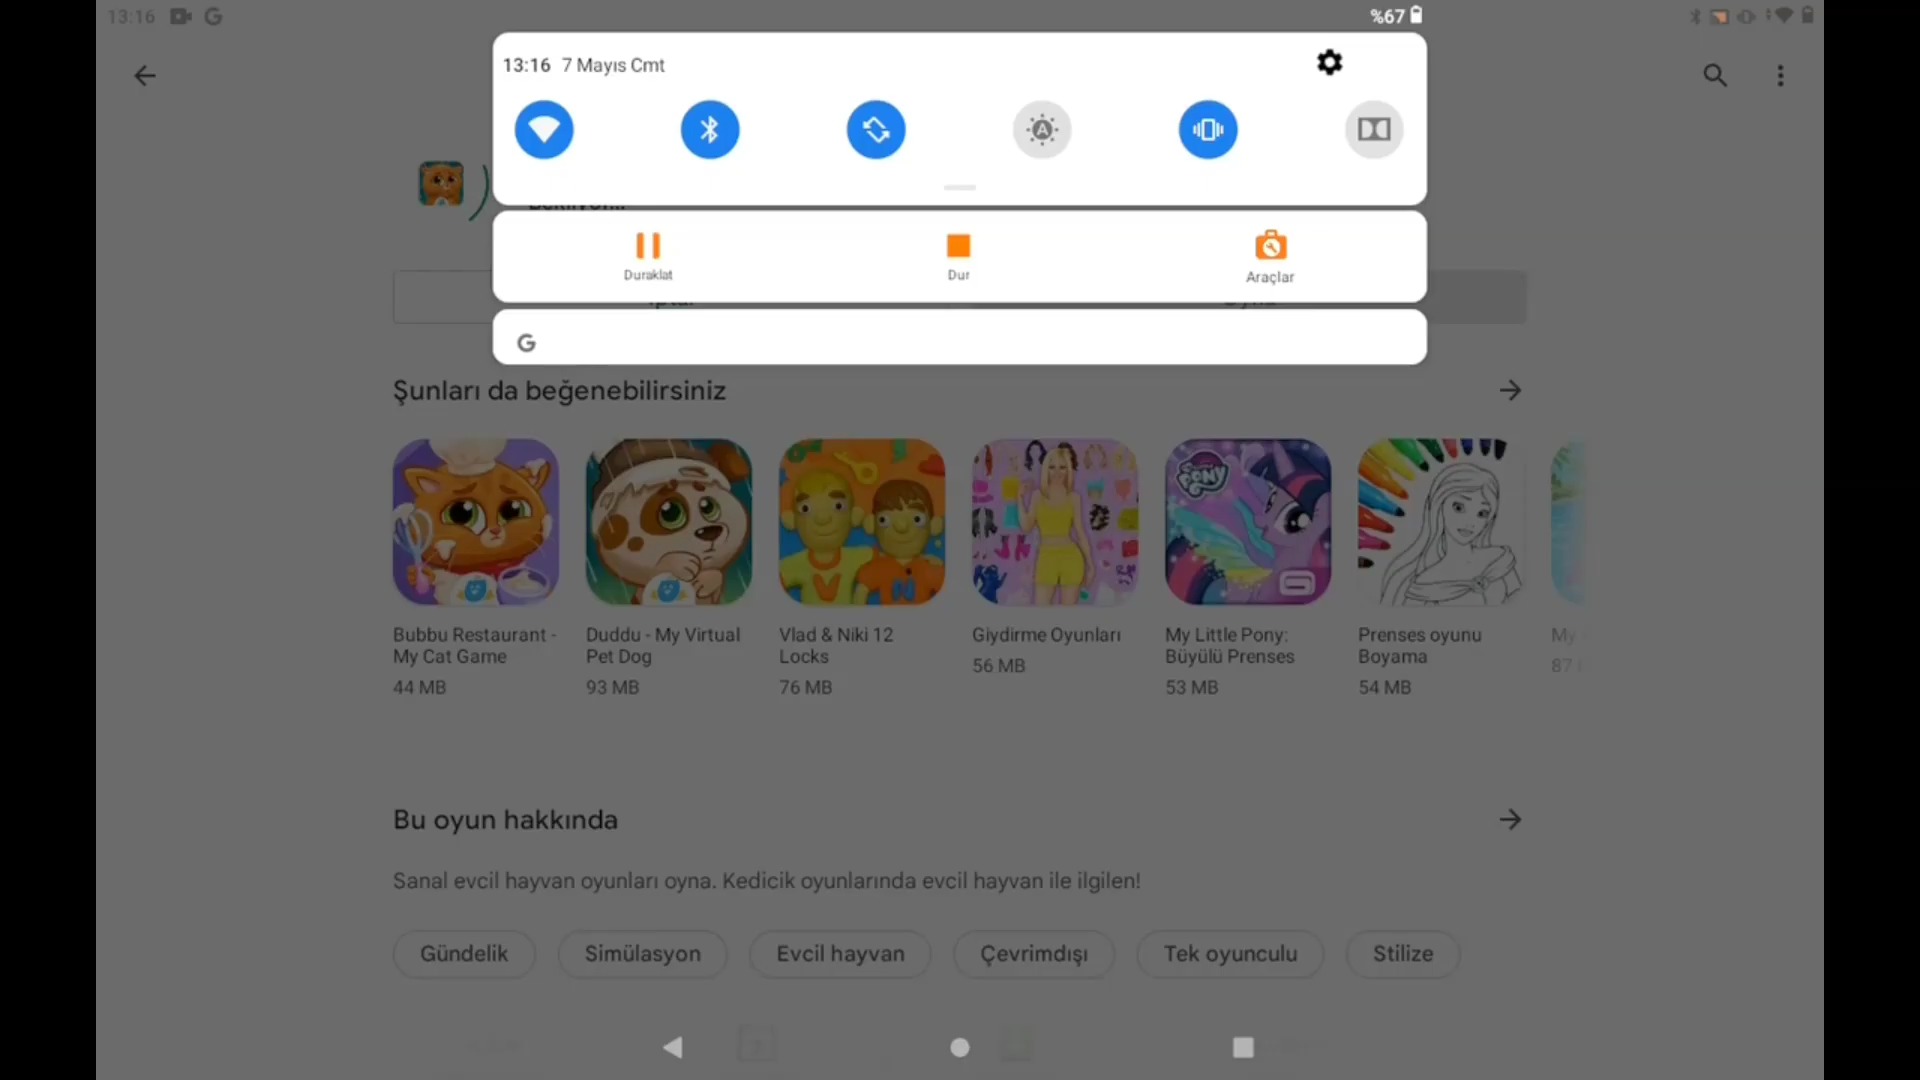 13:16
%67
13:16 7 Mayıs Cmt
Duraklat
Dur
Araçlar
Şunları da beğenebilirsiniz
Bubbu Restaurant -
My Cat Game
44 MB
Duddu - My Virtual
Pet Dog
93 MB
Vlad & Niki 12
Locks
76 MB
Giydirme Oyunları
56 MB
My Little Pony:
Büyülü Prenses
53 MB
Prenses oyunu
Boyama
54 MB
My
87
Bu oyun hakkında
Sanal evcil hayvan oyunları oyna. Kedicik oyunlarında evcil hayvan ile ilgilen!
Gündelik
Simülasyon
Evcil hayvan
Çevrimdışı
Tek oyunculu
Stilize